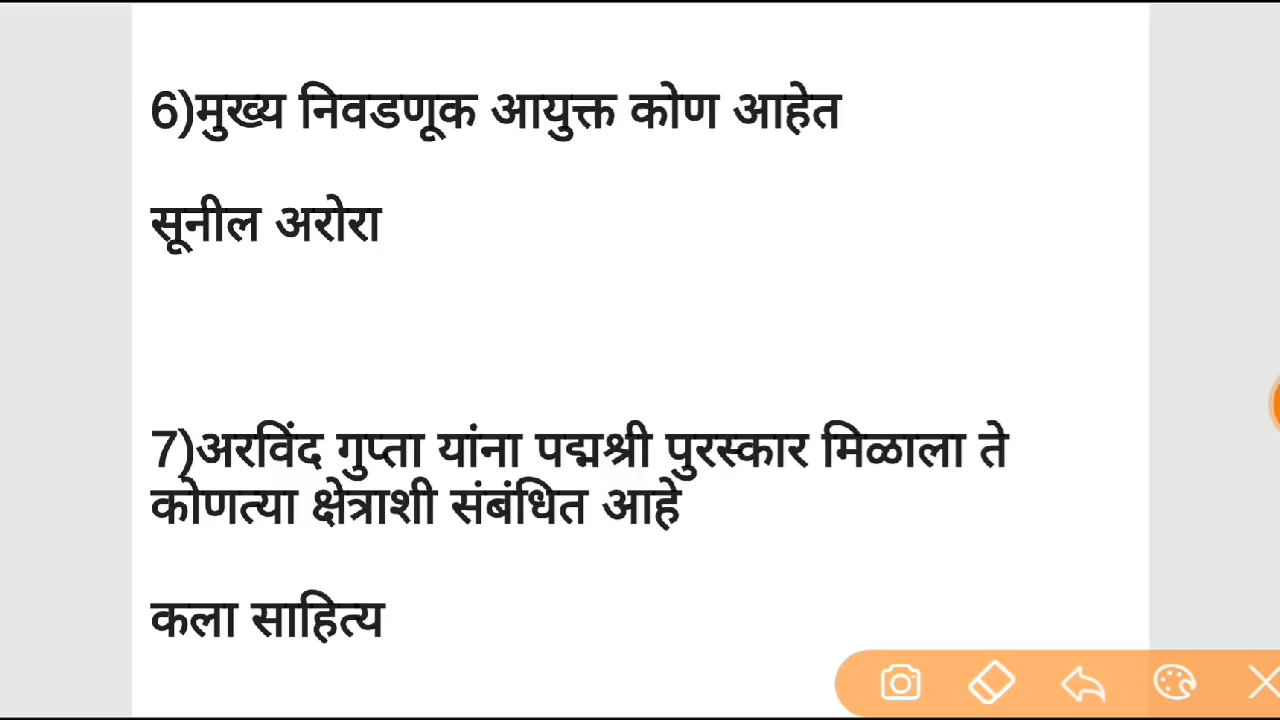 6)मुख्य निवडणूक आयुक्त कोण आहेत
सूनील अरोरा
7)अरविंद गुप्ता यांना पद्मश्री पुरस्कार मिळाला ते
कोणत्या क्षेत्राशी संबंधित आहे
कला साहित्य